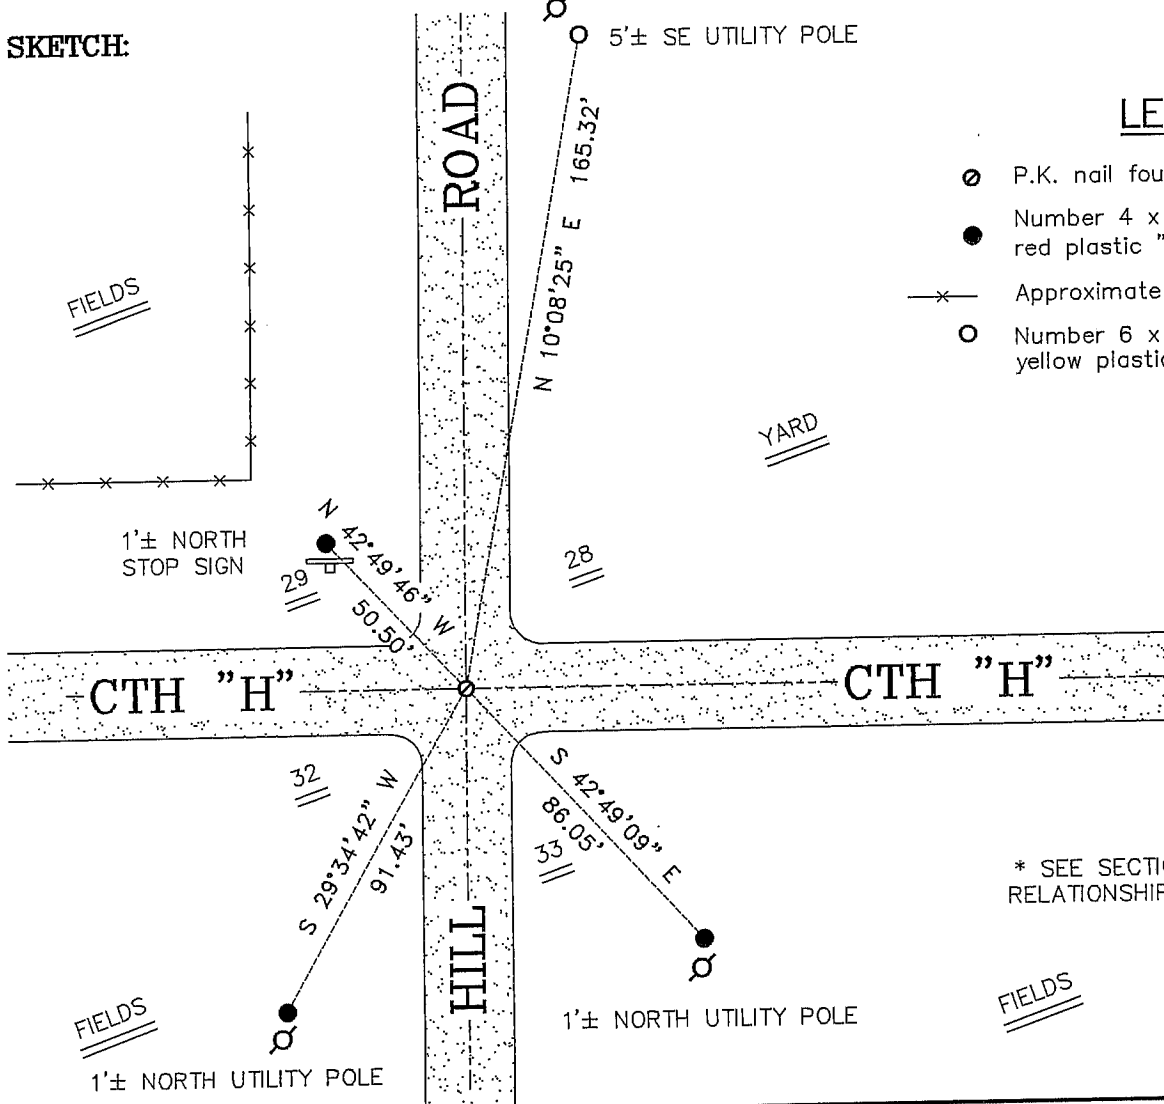 SKETCH:
5'± SE UTILITY POLE
ROAD
N 10°08'25" E 165.32'
LE
P.K. nail fou
Number 4 x
red plastic "
Approximate
Number 6 x
yellow plastic
FIELDS
YARD
1'± NORTH
STOP SIGN
N 42°49'46" W
50.50'
29
28
CTH "H"
CTH "H"
32
33
S 29°34'42" W
91.43'
S 42°49'09" E
86.05'
HILL
* SEE SECTIO
RELATIONSHIP
FIELDS
FIELDS
1'± NORTH UTILITY POLE
1'± NORTH UTILITY POLE